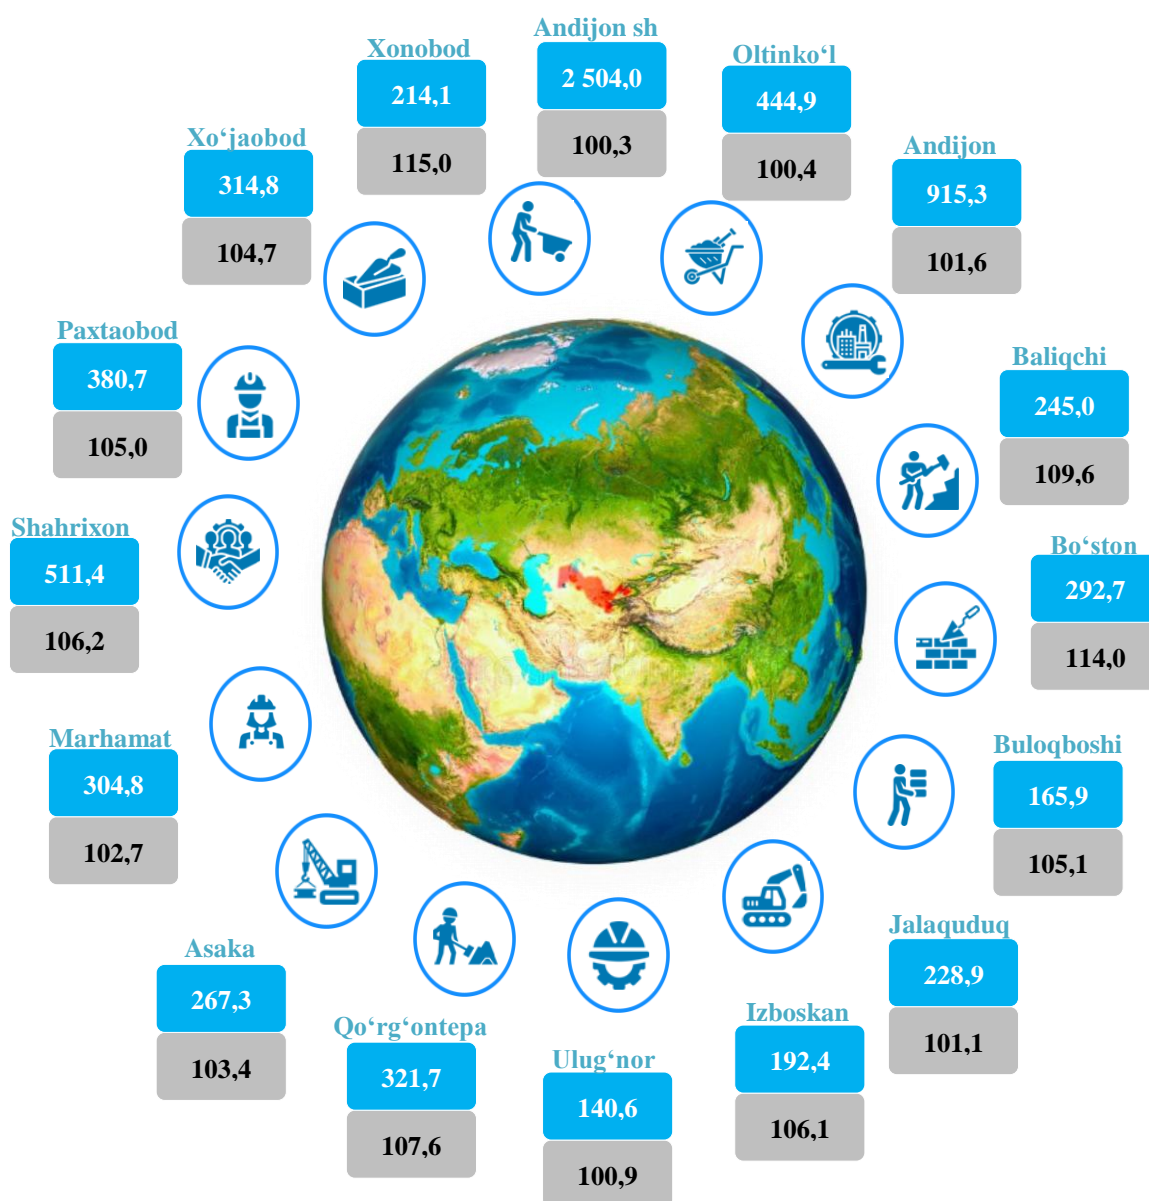 Andijon sh
2 504,0
100,3
Oltinko‘l
444,9
100,4
Andijon
915,3
101,6
Baliqchi
245,0
109,6
Bo‘ston
292,7
114,0
Buloqboshi
165,9
105,1
Jalaquduq
228,9
101,1
Izboskan
192,4
106,1
Ulug‘nor
140,6
100,9
Qo‘rg‘ontepa
321,7
107,6
Asaka
267,3
103,4
Marhamat
304,8
102,7
Shahrixon
511,4
106,2
Paxtaobod
380,7
105,0
Xo‘jaobod
314,8
104,7
Xonobod
214,1
115,0